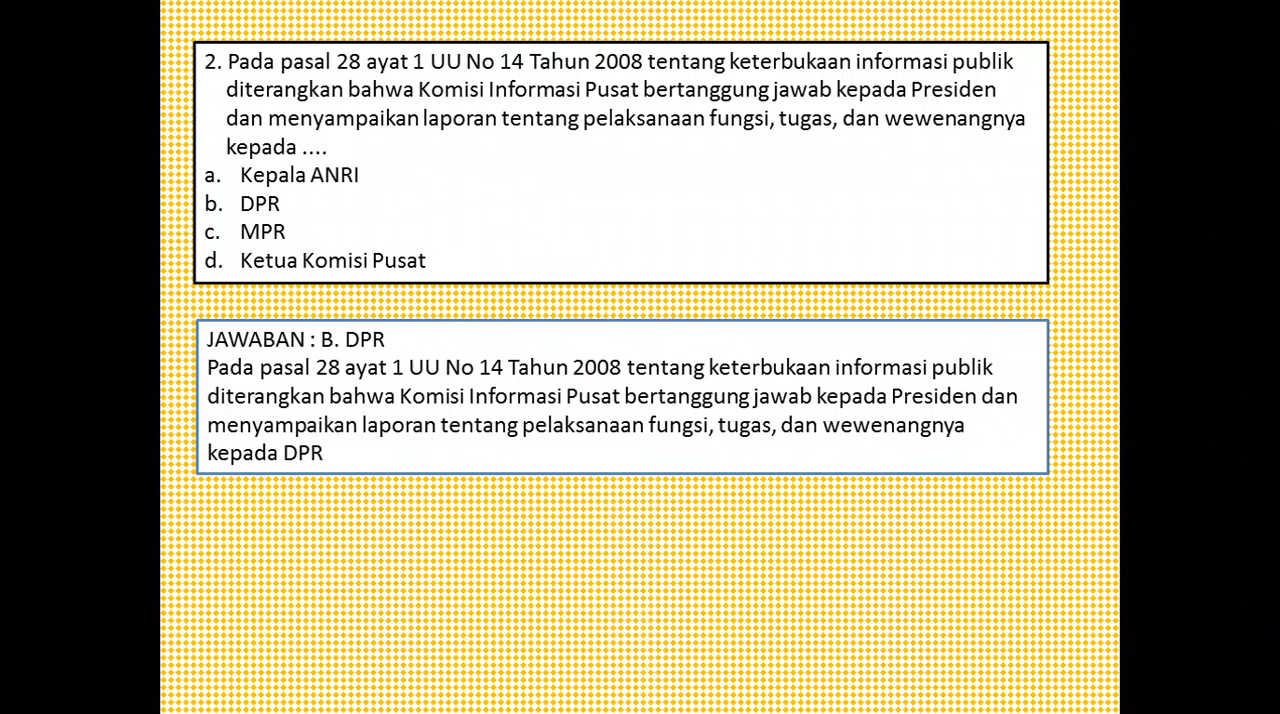 2. Pada pasal 28 ayat 1 UU No 14 Tahun 2008 tentang keterbukaan informasi publik
diterangkan bahwa Komisi Informasi Pusat bertanggung jawab kepada Presiden
dan menyampaikan laporan tentang pelaksanaan fungsi, tugas, dan wewenangnya
kepada ....
a. Kepala ANRI
b. DPR
c. MPR
d. Ketua Komisi Pusat
JAWABAN : B. DPR
Pada pasal 28 ayat 1 UU No 14 Tahun 2008 tentang keterbukaan informasi publik
diterangkan bahwa Komisi Informasi Pusat bertanggung jawab kepada Presiden dan
menyampaikan laporan tentang pelaksanaan fungsi, tugas, dan wewenangnya
kepada DPR